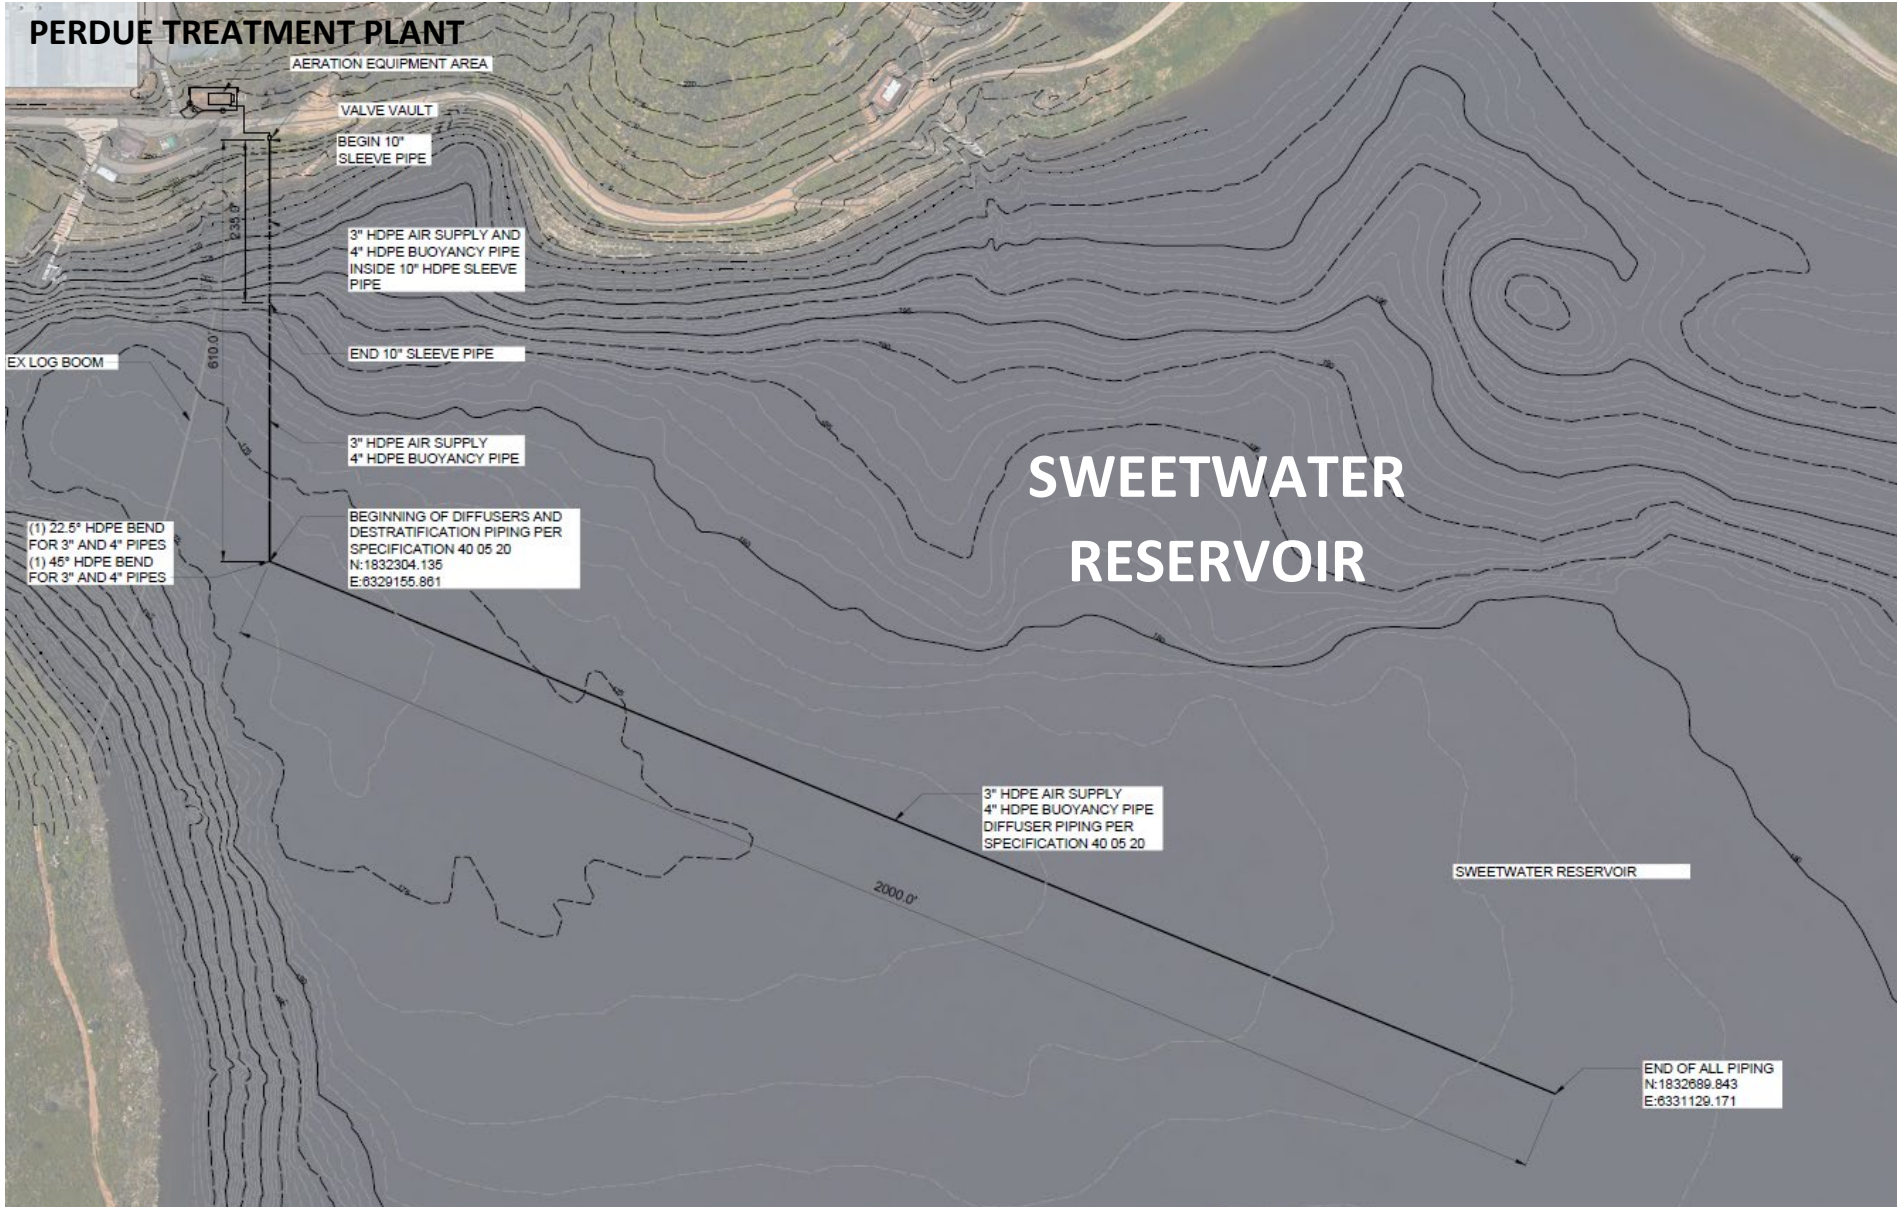 PERDUE TREATMENT PLANT
AERATION EQUIPMENT AREA
VALVE VAULT
BEGIN 10"
SLEEVE PIPE
235.0'
3" HDPE AIR SUPPLY AND
4" HDPE BUOYANCY PIPE
INSIDE 10" HDPE SLEEVE
PIPE
610.0'
END 10" SLEEVE PIPE
EX LOG BOOM
3" HDPE AIR SUPPLY
4" HDPE BUOYANCY PIPE
SWEETWATER
RESERVOIR
(1) 22.5° HDPE BEND
FOR 3" AND 4" PIPES
(1) 45° HDPE BEND
FOR 3" AND 4" PIPES
BEGINNING OF DIFFUSERS AND
DESTRATIFICATION PIPING PER
SPECIFICATION 40 05 20
N:1832304.135
E:6329155.861
3" HDPE AIR SUPPLY
4" HDPE BUOYANCY PIPE
DIFFUSER PIPING PER
SPECIFICATION 40 05 20
2000.0'
SWEETWATER RESERVOIR
END OF ALL PIPING
N:1832689.843
E:6331129.171